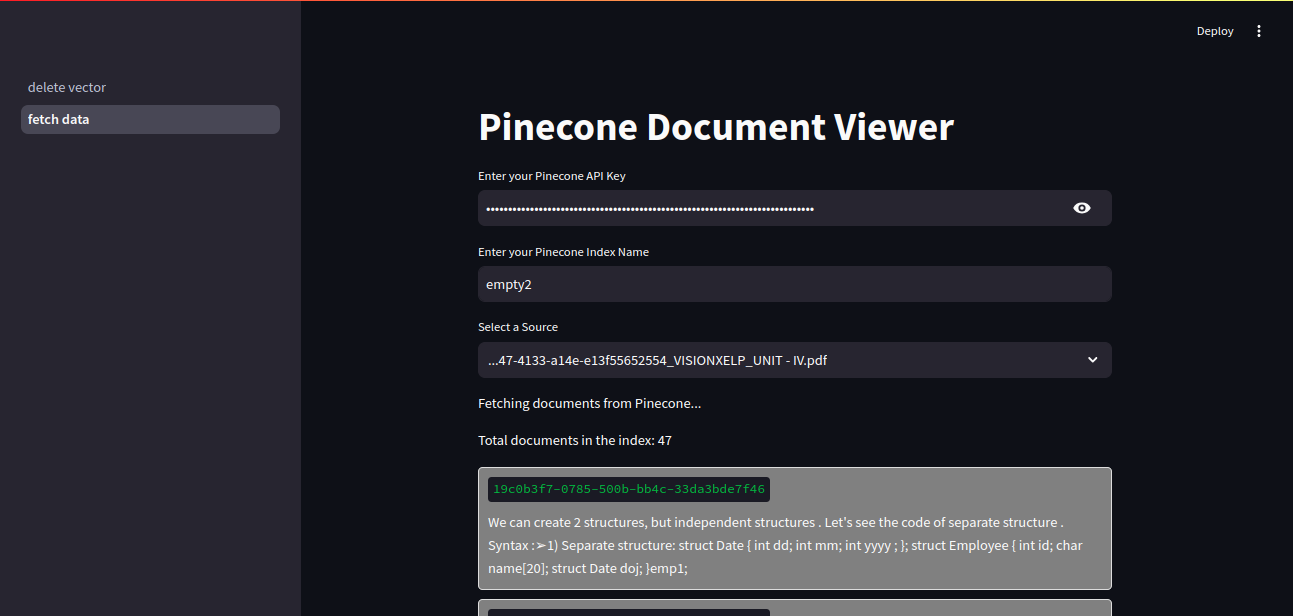 Deploy
delete vector
fetch data
Pinecone Document Viewer
Enter your Pinecone API Key
Enter your Pinecone Index Name
empty2
Select a Source
...47-4133-a14e-e13f55652554_VISIONXELP_UNIT - IV.pdf
Fetching documents from Pinecone...
Total documents in the index: 47
19c0b3f7-0785-500b-bb4c-33da3bde7f46
We can create 2 structures, but independent structures . Let's see the code of separate structure .
Syntax :➢1) Separate structure: struct Date { int dd; int mm; int yyyy ; }; struct Employee { int id; char
name[20]; struct Date doj; }emp1;